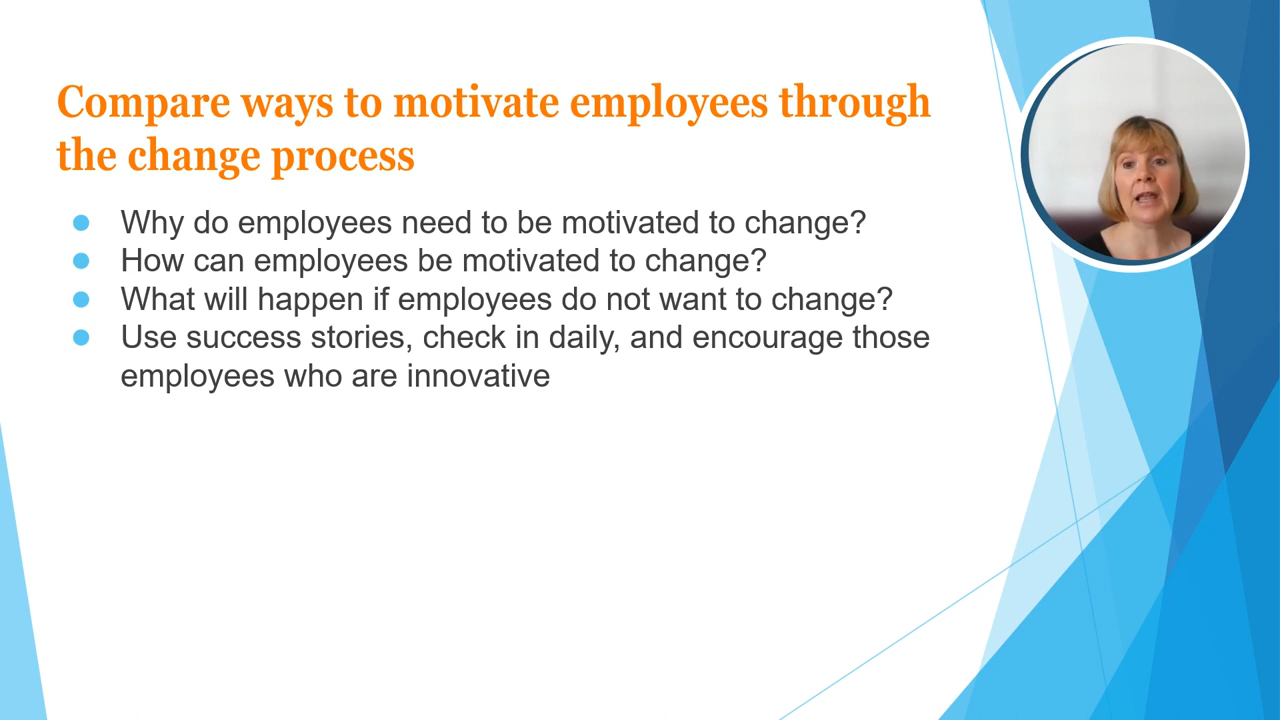 Compare ways to motivate employees through
the change process
● Why do employees need to be motivated to change?
● How can employees be motivated to change?
● What will happen if employees do not want to change?
● Use success stories, check in daily, and encourage those
employees who are innovative